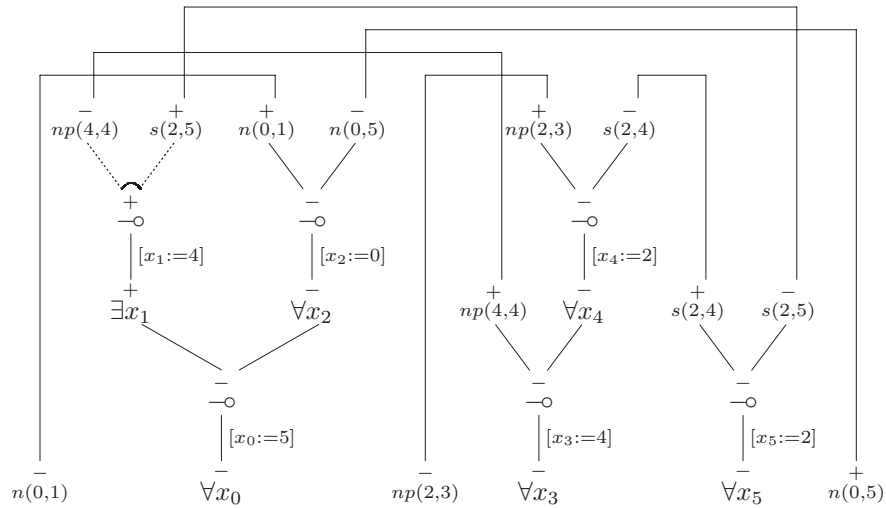 − + + − + −
np(4,4) s(2,5) n(0,1) n(0,5) np(2,3) s(2,4)
+ − −
⊸ ⊸ ⊸
[x₁:=4] [x₂:=0] [x₄:=2]
+ − + − + −
∃x₁ ∀x₂ np(4,4) ∀x₄ s(2,4) s(2,5)
− − −
⊸ ⊸ ⊸
[x₀:=5] [x₃:=4] [x₅:=2]
− − − − − +
n(0,1) ∀x₀ np(2,3) ∀x₃ ∀x₅ n(0,5)